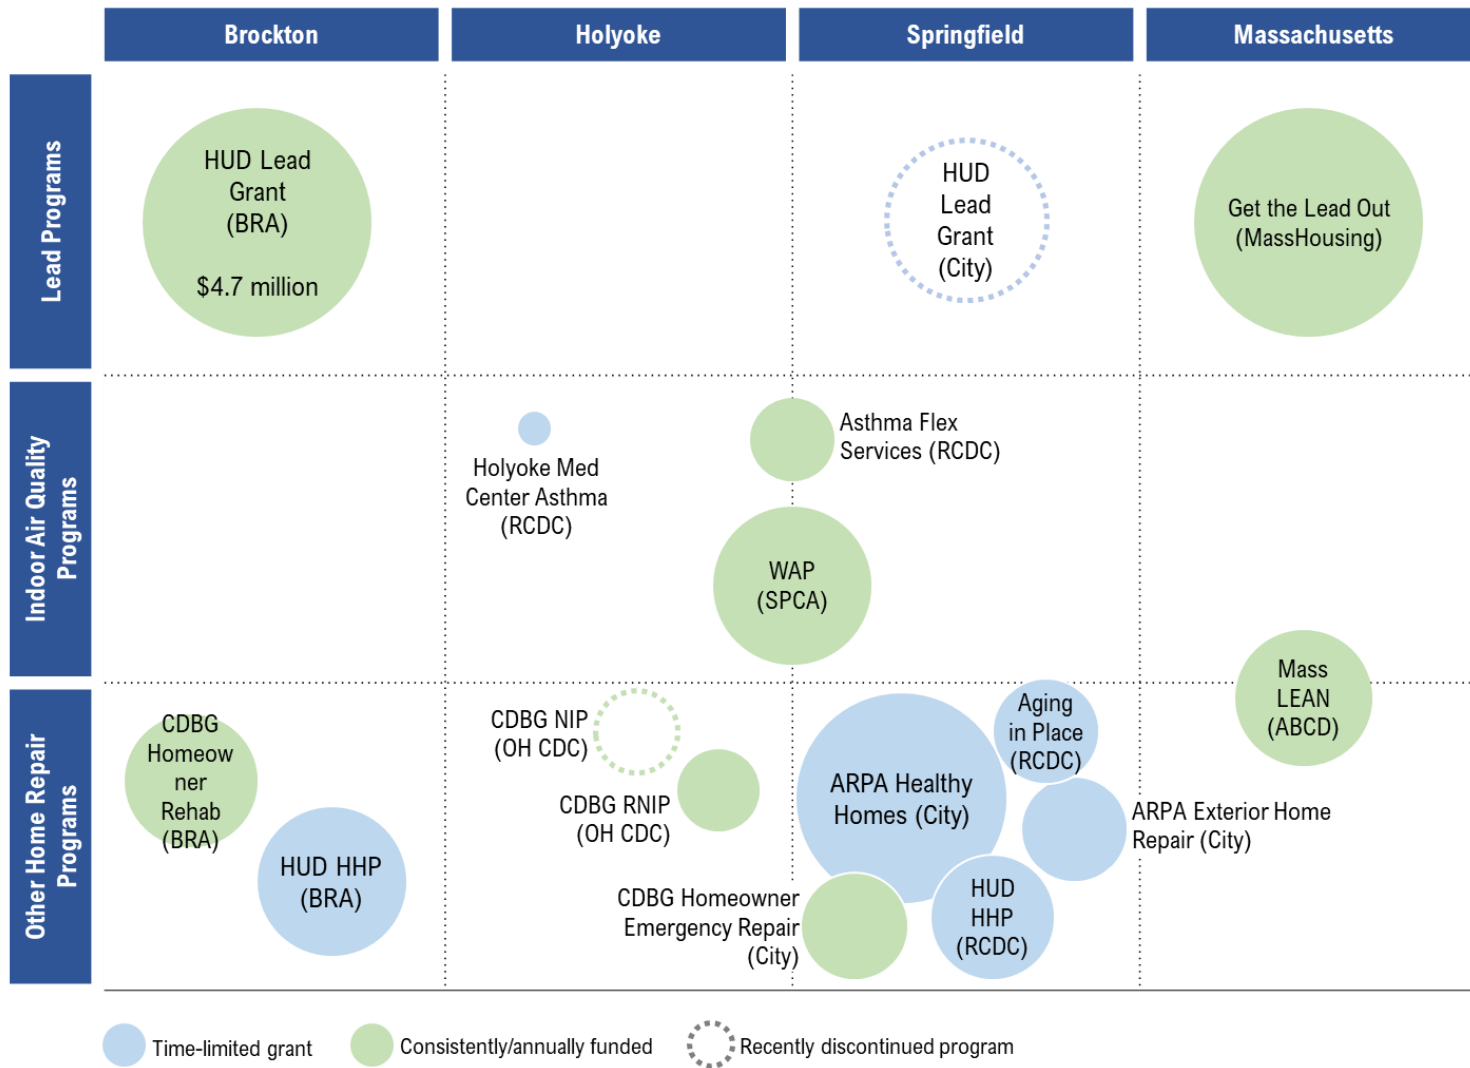 Brockton
Holyoke
Springfield
Massachusetts
Lead Programs
HUD Lead
Grant
(BRA)
$4.7 million
HUD
Lead
Grant
(City)
Get the Lead Out
(MassHousing)
Indoor Air Quality
Programs
Holyoke Med
Center Asthma
(RCDC)
Asthma Flex
Services (RCDC)
WAP
(SPCA)
Mass
LEAN
(ABCD)
Other Home Repair
Programs
CDBG
Homeow
ner
Rehab
(BRA)
HUD HHP
(BRA)
CDBG NIP
(OH CDC)
CDBG RNIP
(OH CDC)
ARPA Healthy
Homes (City)
Aging
in Place
(RCDC)
ARPA Exterior Home
Repair (City)
CDBG Homeowner
Emergency Repair
(City)
HUD
HHP
(RCDC)
Time-limited grant
Consistently/annually funded
Recently discontinued program